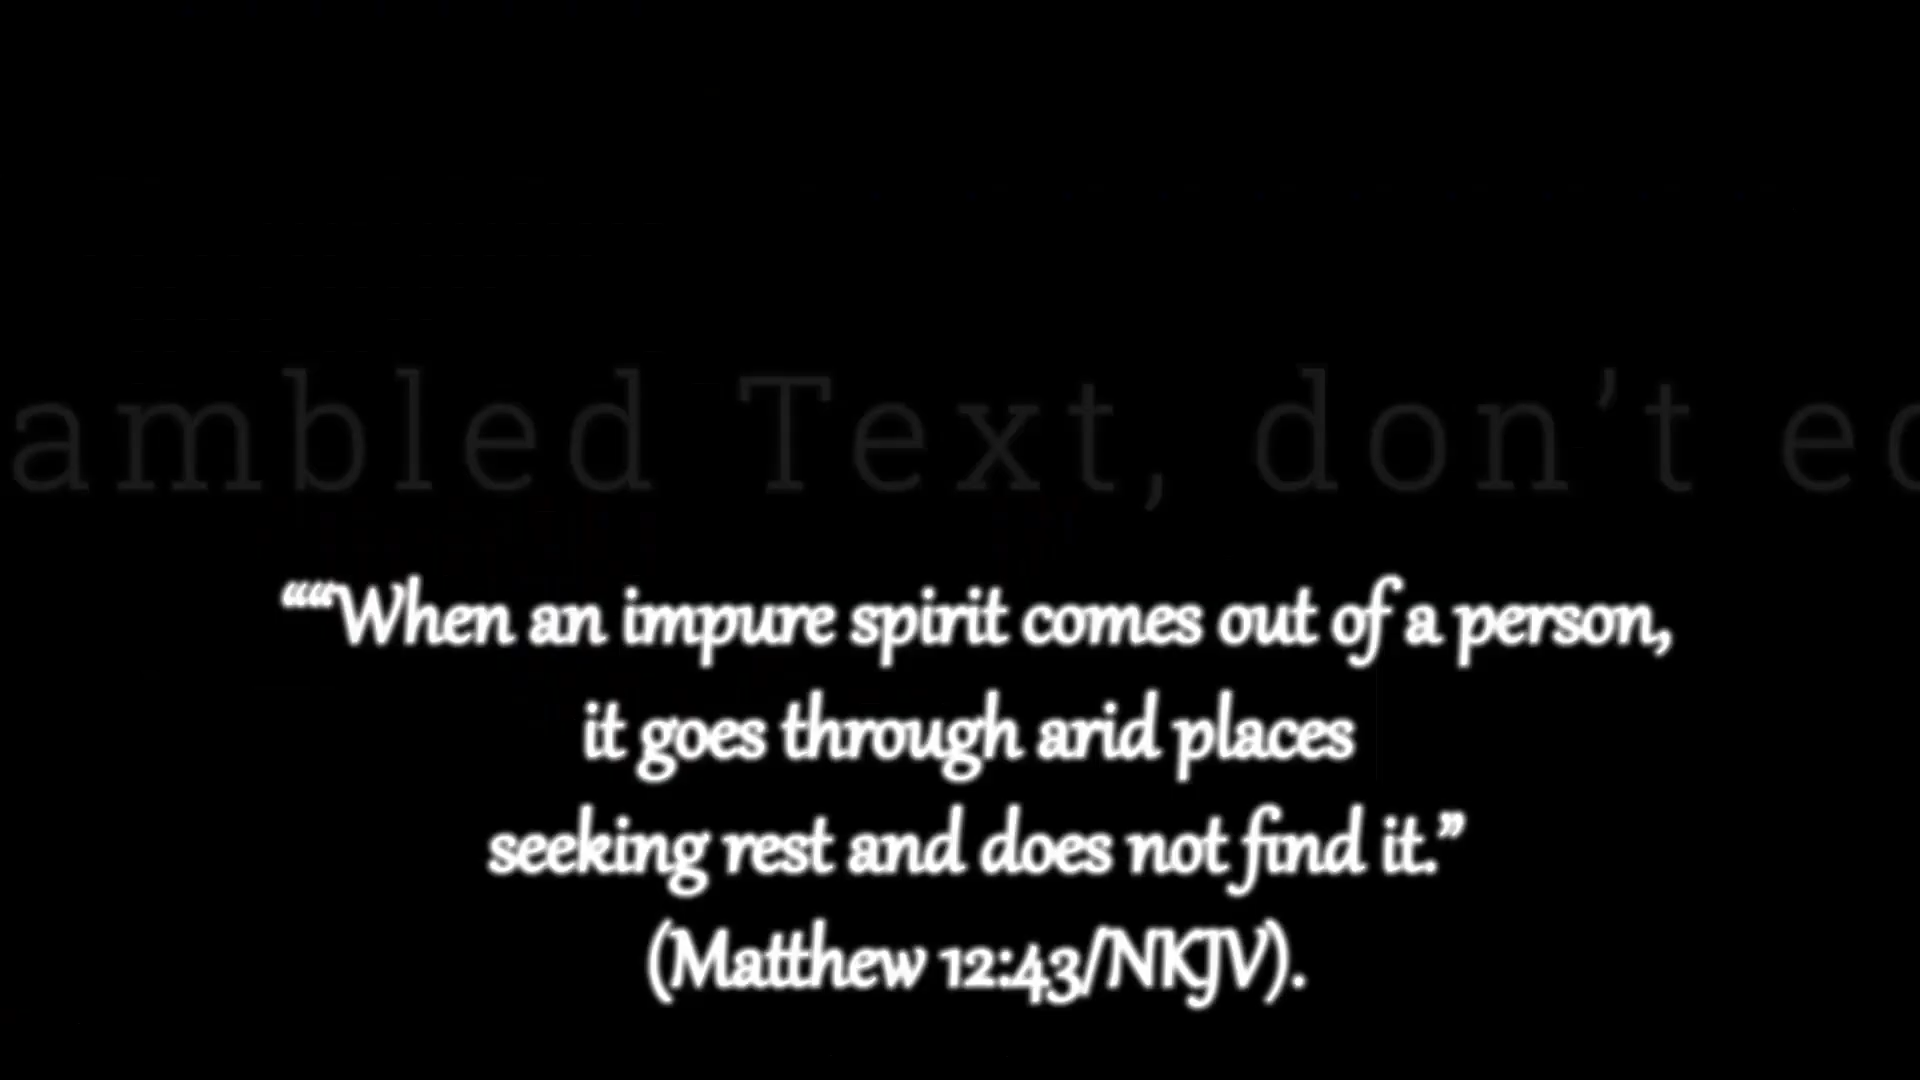 ambled Text, don’t ed
““When an impure spirit comes out of a person,
it goes through arid places
seeking rest and does not find it.”
(Matthew 12:43/NKJV).